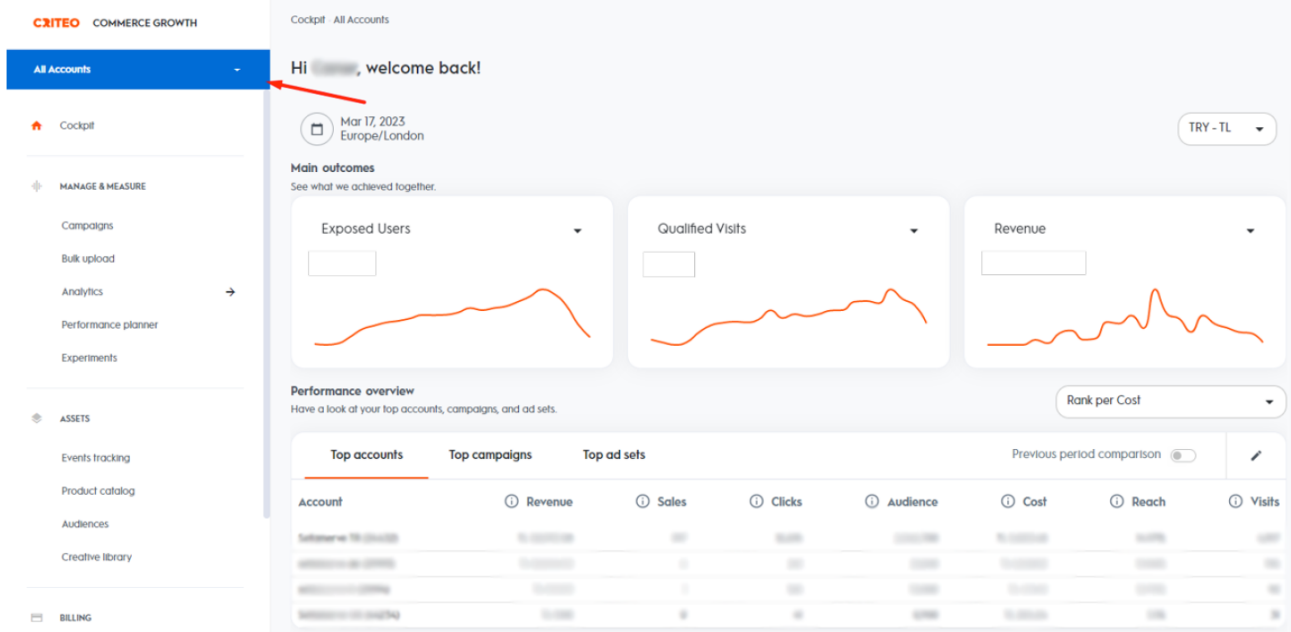 CRITEO COMMERCE GROWTH
All Accounts
Cockpit
MANAGE & MEASURE
Campaigns
Bulk upload
Analytics
Performance planner
Experiments
ASSETS
Events tracking
Product catalog
Audiences
Creative library
BILLING
Cockpit · All Accounts
Hi , welcome back!
Mar 17, 2023
Europe/London
TRY - TL
Main outcomes
See what we achieved together.
Exposed Users
Qualified Visits
Revenue
Performance overview
Have a look at your top accounts, campaigns, and ad sets.
Rank per Cost
Top accounts Top campaigns Top ad sets Previous period comparison
Account Revenue Sales Clicks Audience Cost Reach Visits